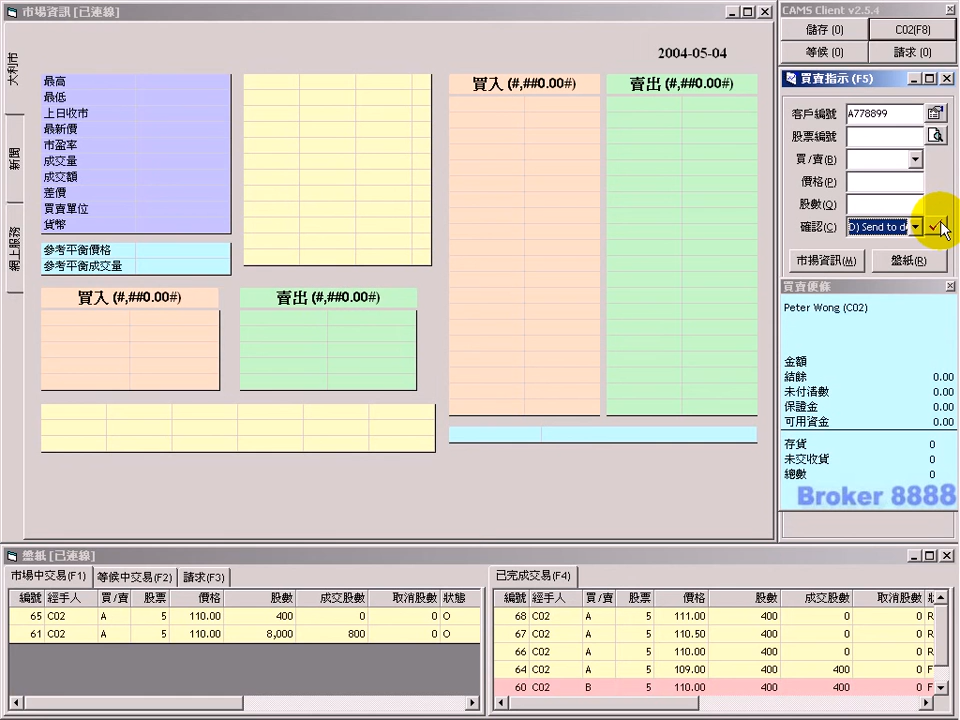 市場資訊 [已連線]
CAMS Client v2.5.4
儲存 (0)
C02(F8)
等候 (0)
請求 (0)
大利市
新聞
網上服務
2004-05-04
最高
最低
上日收市
最新價
市盈率
成交量
成交額
差價
買賣單位
貨幣
參考平衡價格
參考平衡成交量
買入 (#,##0.00#)
賣出 (#,##0.00#)
買入 (#,##0.00#)
賣出 (#,##0.00#)
買賣指示 (F5)
客戶編號 A778899
股票編號
買/賣(B)
價格(P)
股數(Q)
確認(C) D) Send to de
市場資訊(M)
盤紙(R)
買賣便條
Peter Wong (C02)
金額
結餘 0.00
未付清數 0.00
保證金 0.00
可用資金 0.00
存貨 0
未交收貨 0
總數 0
Broker 8888
盤紙 [已連線]
市場中交易(F1) 等候中交易(F2) 請求(F3)
編號 經手人 買/賣 股票 價格 股數 成交股數 取消股數 狀態
65 C02 A 5 110.00 400 0 0 O
61 C02 A 5 110.00 8,000 800 0 O
已完成交易(F4)
編號 經手人 買/賣 股票 價格 股數 成交股數 取消股數
68 C02 A 5 111.00 400 0 0 R
67 C02 A 5 110.50 400 0 0 R
66 C02 A 5 110.00 400 0 0 R
64 C02 A 5 109.00 400 400 0 F
60 C02 B 5 110.00 400 400 0 F